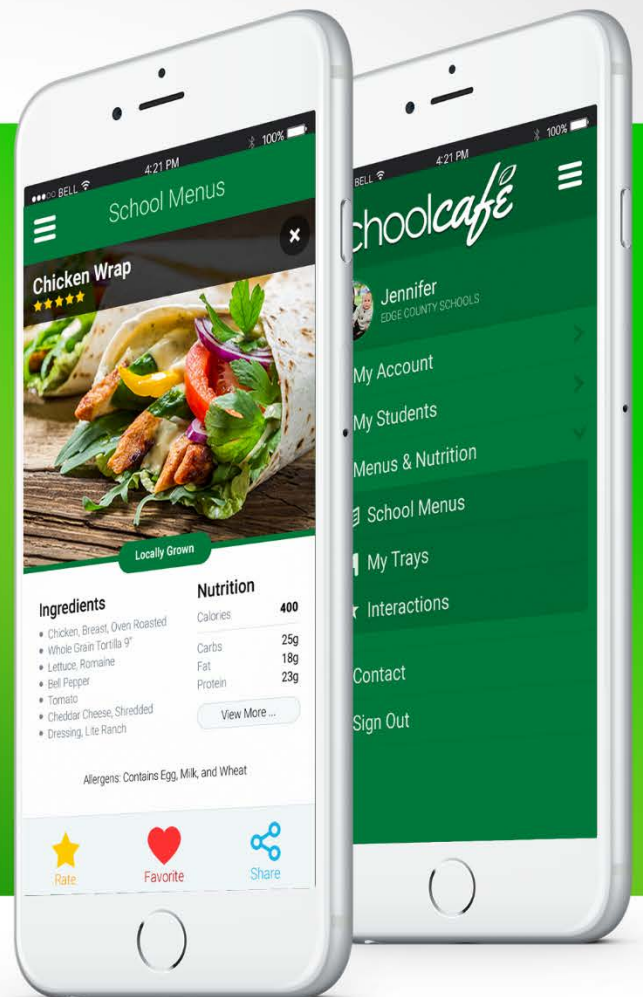 BELL
4:21 PM
100%
School Menus
Chicken Wrap
Locally Grown
Ingredients
Chicken, Breast, Oven Roasted
Whole Grain Tortilla 9"
Lettuce, Romaine
Bell Pepper
Tomato
Cheddar Cheese, Shredded
Dressing, Lite Ranch
Nutrition
Calories 400
Carbs 25g
Fat 18g
Protein 23g
View More ...
Allergens: Contains Egg, Milk, and Wheat
Rate
Favorite
Share
BELL
4:21 PM
100%
choolcafé
Jennifer
EDGE COUNTY SCHOOLS
My Account
My Students
Menus & Nutrition
School Menus
My Trays
Interactions
Contact
Sign Out